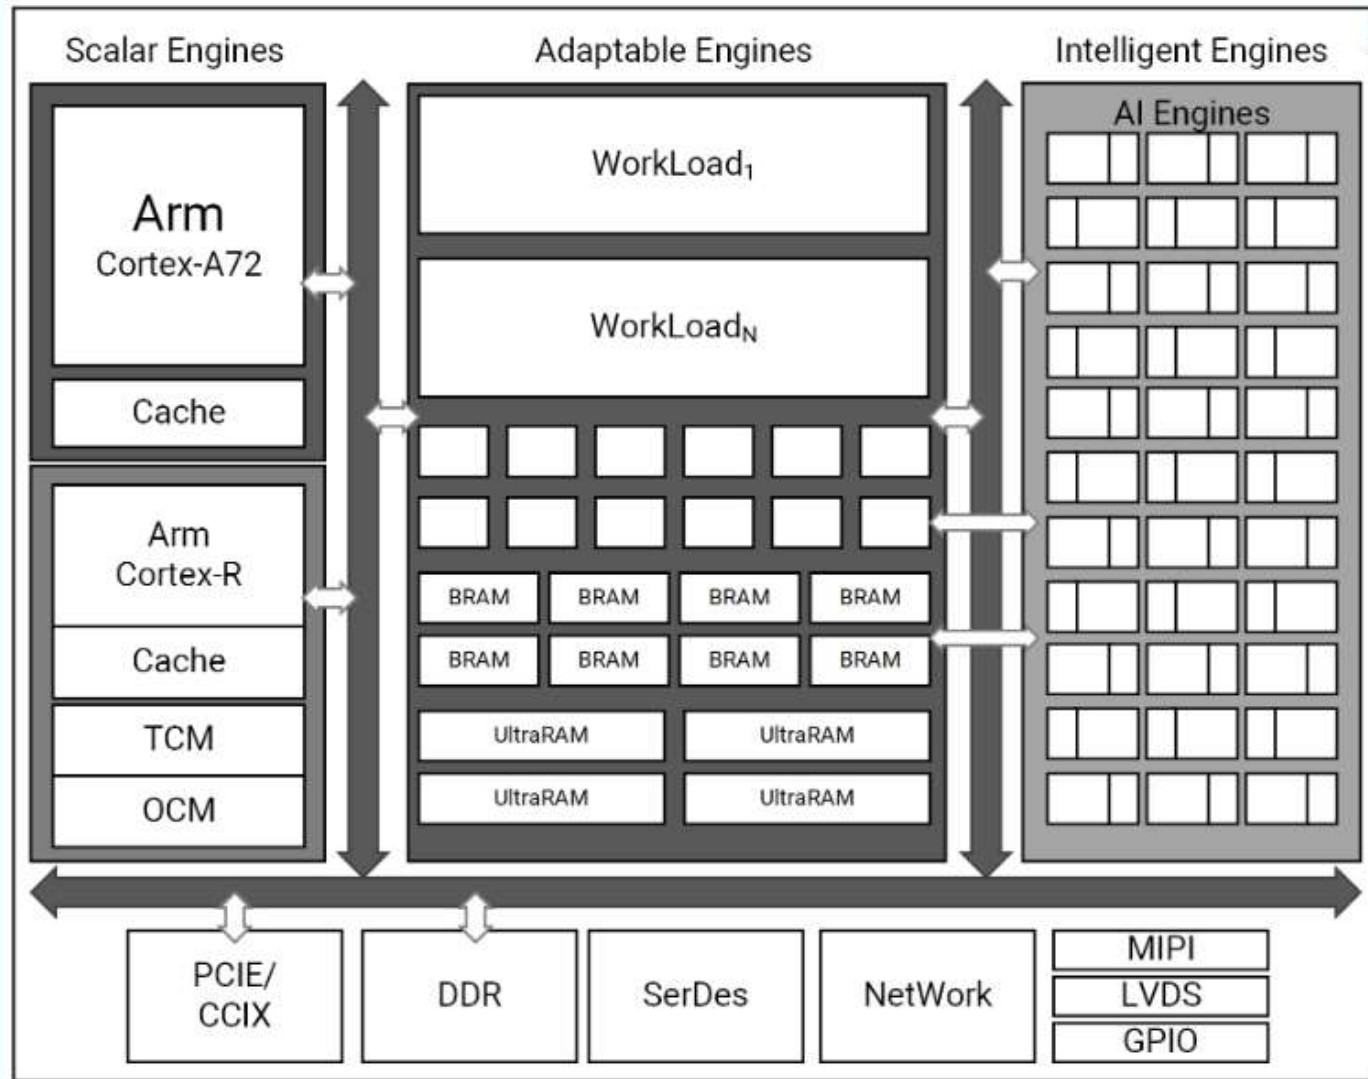 Scalar Engines
Adaptable Engines
Intelligent Engines
Arm
Cortex-A72
Cache
Arm
Cortex-R
Cache
TCM
OCM
WorkLoad₁
WorkLoad_N
BRAM BRAM BRAM BRAM
BRAM BRAM BRAM BRAM
UltraRAM UltraRAM
UltraRAM UltraRAM
AI Engines
PCIE/
CCIX
DDR
SerDes
NetWork
MIPI
LVDS
GPIO